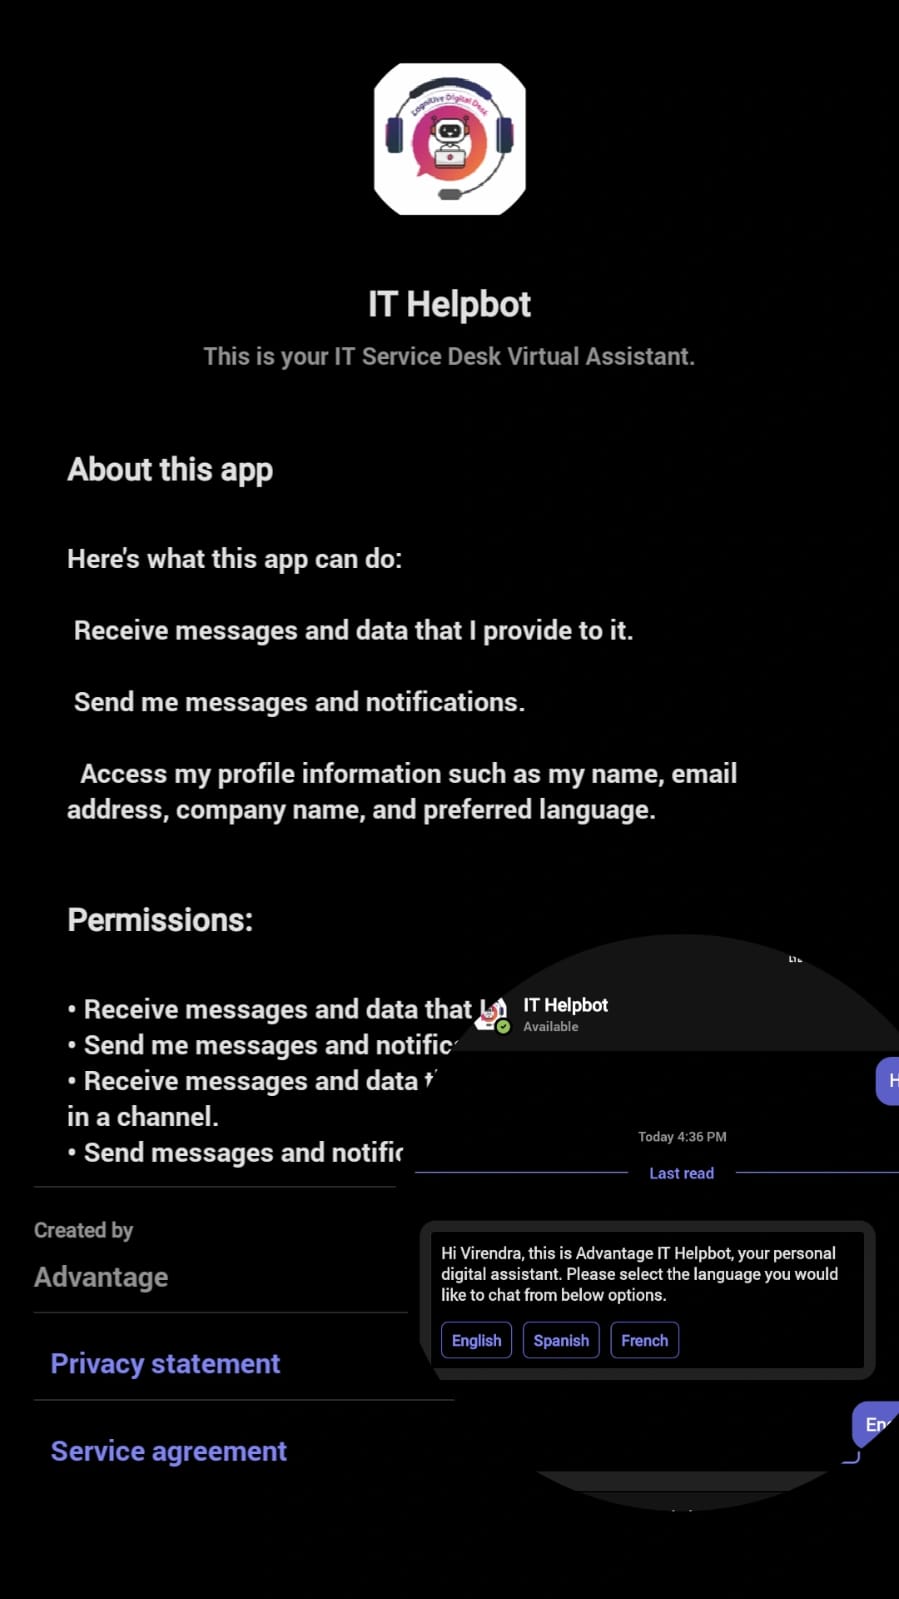 Cognitive Digital Desk
IT Helpbot
This is your IT Service Desk Virtual Assistant.
About this app
Here's what this app can do:
Receive messages and data that I provide to it.
Send me messages and notifications.
Access my profile information such as my name, email
address, company name, and preferred language.
Permissions:
• Receive messages and data that I
• Send me messages and notific
• Receive messages and data
in a channel.
• Send messages and notific
Created by
Advantage
Privacy statement
Service agreement
IT Helpbot
Available
H
Today 4:36 PM
Last read
Hi Virendra, this is Advantage IT Helpbot, your personal
digital assistant. Please select the language you would
like to chat from below options.
English Spanish French
En